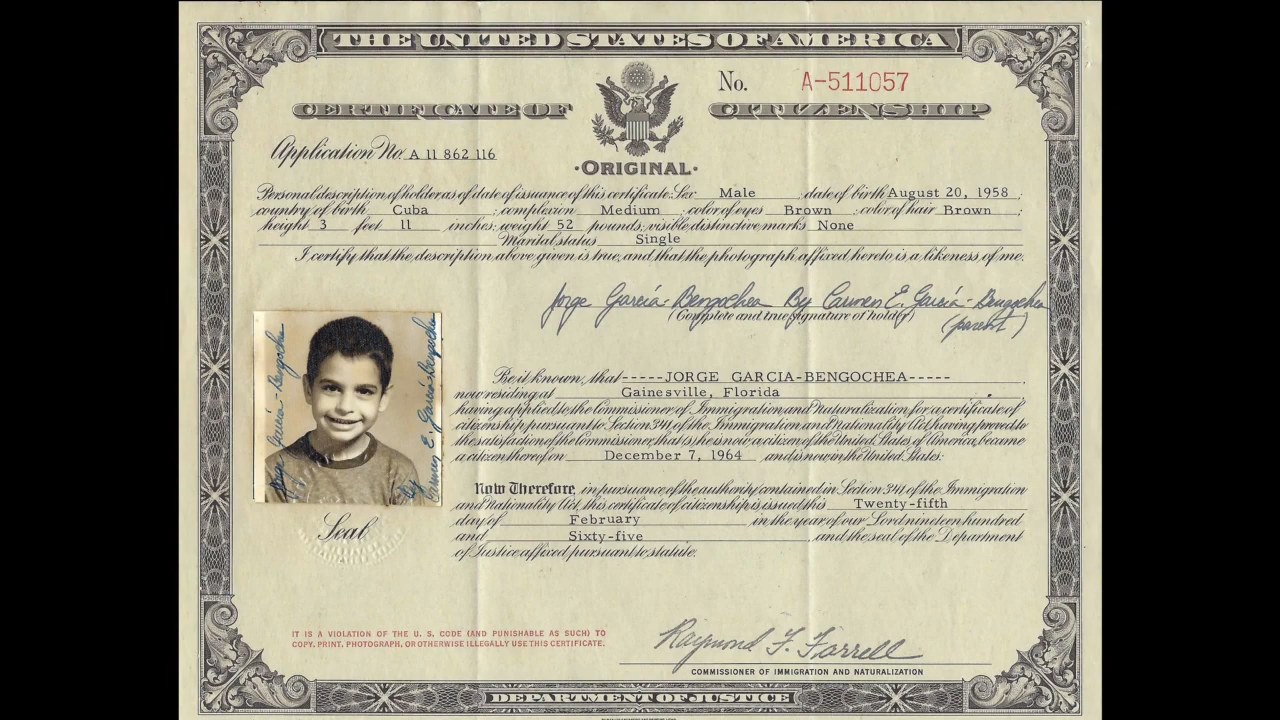 THE UNITED STATES OF AMERICA
No. A-511057
CERTIFICATE OF CITIZENSHIP
Application No. A 11 862 116
·ORIGINAL·
Personal description of holder as of date of issuance of this certificate: Sex Male ; date of birth August 20, 1958 ;
country of birth Cuba ; complexion Medium ; color of eyes Brown ; color of hair Brown ;
height 3 feet 11 inches; weight 52 pounds; visible distinctive marks None
Marital status Single
I certify that the description above given is true, and that the photograph affixed hereto is a likeness of me.
Jorge García-Bengochea By Carmen E. García-Bengochea
(Complete and true signature of holder)
(parent)
Jorge García-Bengochea
By
Carmen E. García-Bengochea
Be it known, that -----JORGE GARCIA-BENGOCHEA-----,
now residing at Gainesville, Florida
having applied to the Commissioner of Immigration and Naturalization for a certificate of
citizenship pursuant to Section 341 of the Immigration and Nationality Act, having proved to
the satisfaction of the Commissioner, that (s)he is now a citizen of the United States of America, became
a citizen thereof on December 7, 1964 and is now in the United States:
Now Therefore, in pursuance of the authority contained in Section 341 of the Immigration
and Nationality Act, this certificate of citizenship is issued this Twenty-fifth
day of February in the year of our Lord nineteen hundred
and Sixty-five , and the seal of the Department
of Justice affixed pursuant to statute.
Seal
IT IS A VIOLATION OF THE U. S. CODE (AND PUNISHABLE AS SUCH) TO
COPY, PRINT, PHOTOGRAPH, OR OTHERWISE ILLEGALLY USE THIS CERTIFICATE.
Raymond F. Farrell
COMMISSIONER OF IMMIGRATION AND NATURALIZATION
DEPARTMENT OF JUSTICE